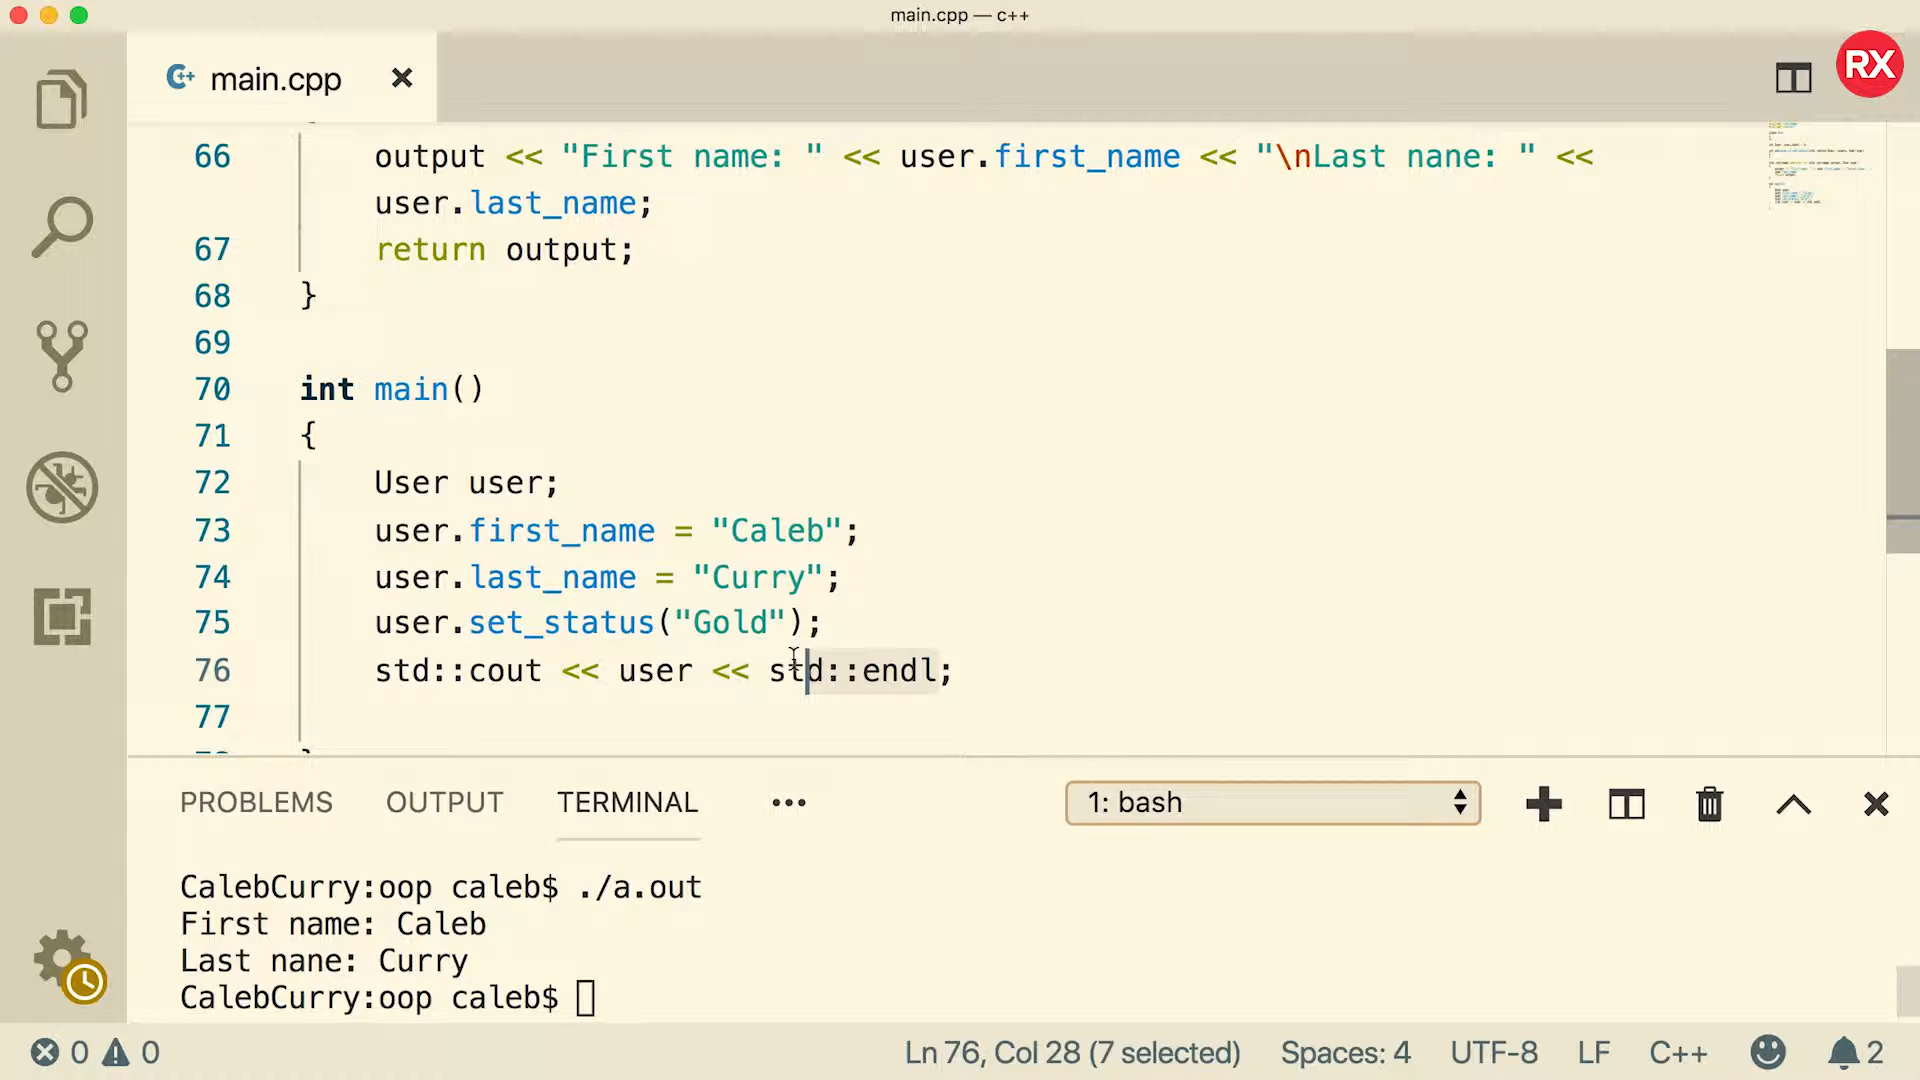 main.cpp — c++
main.cpp
RX
66 output << "First name: " << user.first_name << "\nLast nane: " <<
user.last_name;
67 return output;
68 }
69
70 int main()
71 {
72 User user;
73 user.first_name = "Caleb";
74 user.last_name = "Curry";
75 user.set_status("Gold");
76 std::cout << user << std::endl;
77
PROBLEMS OUTPUT TERMINAL ••• 1: bash
CalebCurry:oop caleb$ ./a.out
First name: Caleb
Last nane: Curry
CalebCurry:oop caleb$
0 0 Ln 76, Col 28 (7 selected) Spaces: 4 UTF-8 LF C++ 2